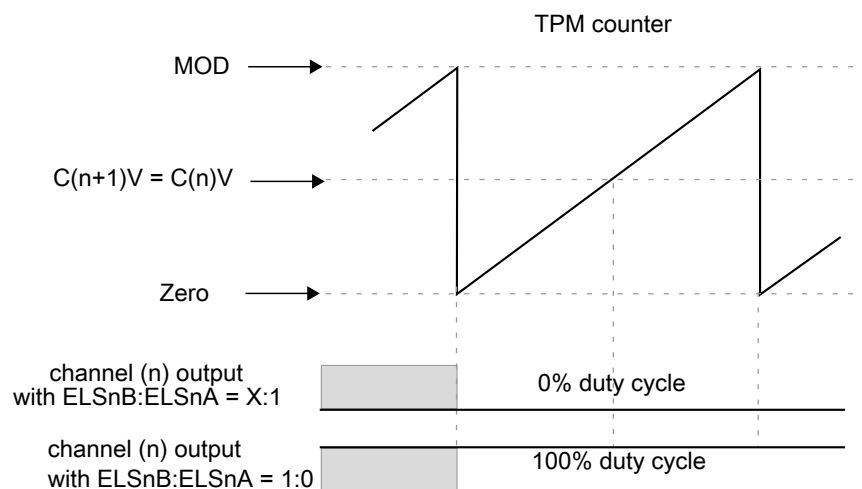 TPM counter
MOD
C(n+1)V = C(n)V
Zero
channel (n) output
with ELSnB:ELSnA = X:1
0% duty cycle
channel (n) output
with ELSnB:ELSnA = 1:0
100% duty cycle